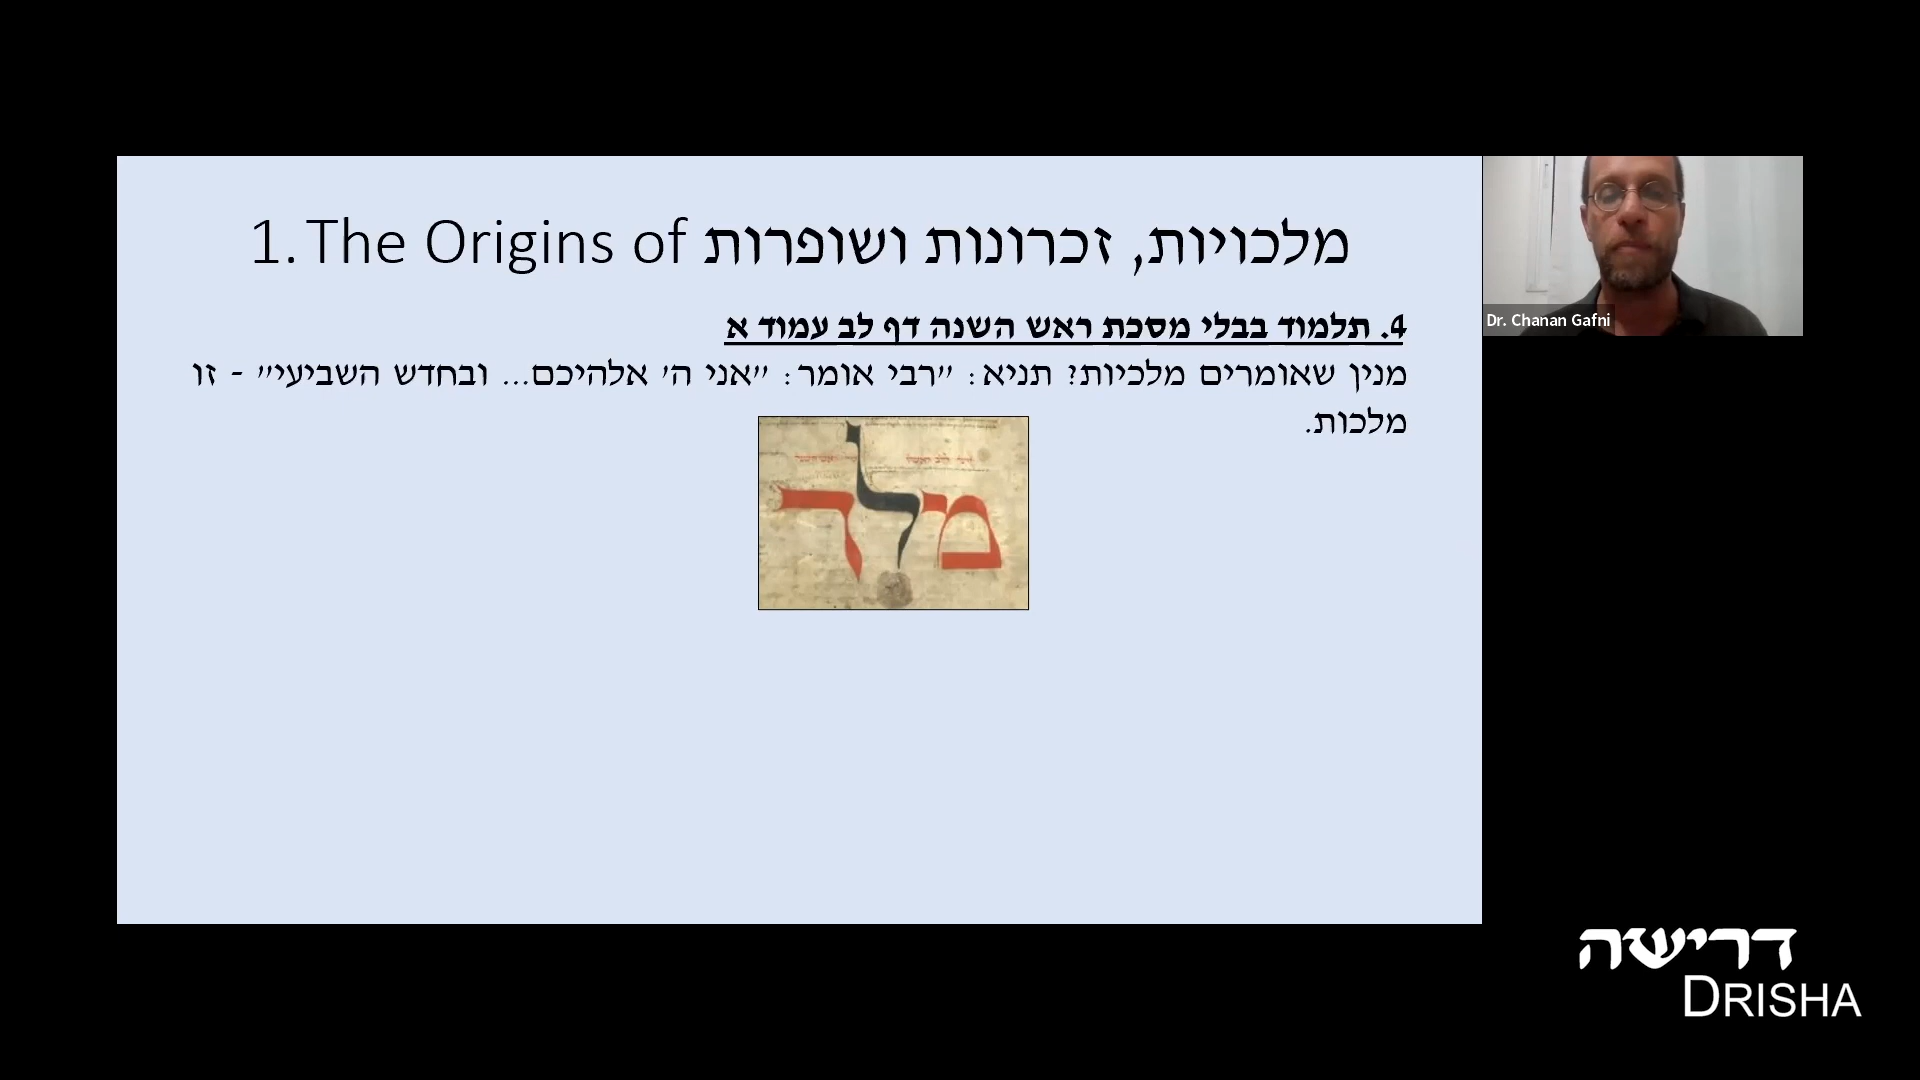 1. The Origins of מלכויות, זכרונות ושופרות
4. תלמוד בבלי מסכת ראש השנה דף לב עמוד א
מנין שאומרים מלכיות? תניא: "רבי אומר: "אני ה' אלהיכם... ובחדש השביעי" - זו
מלכות.
מלך
Dr. Chanan Gafni
דרישה
DRISHA